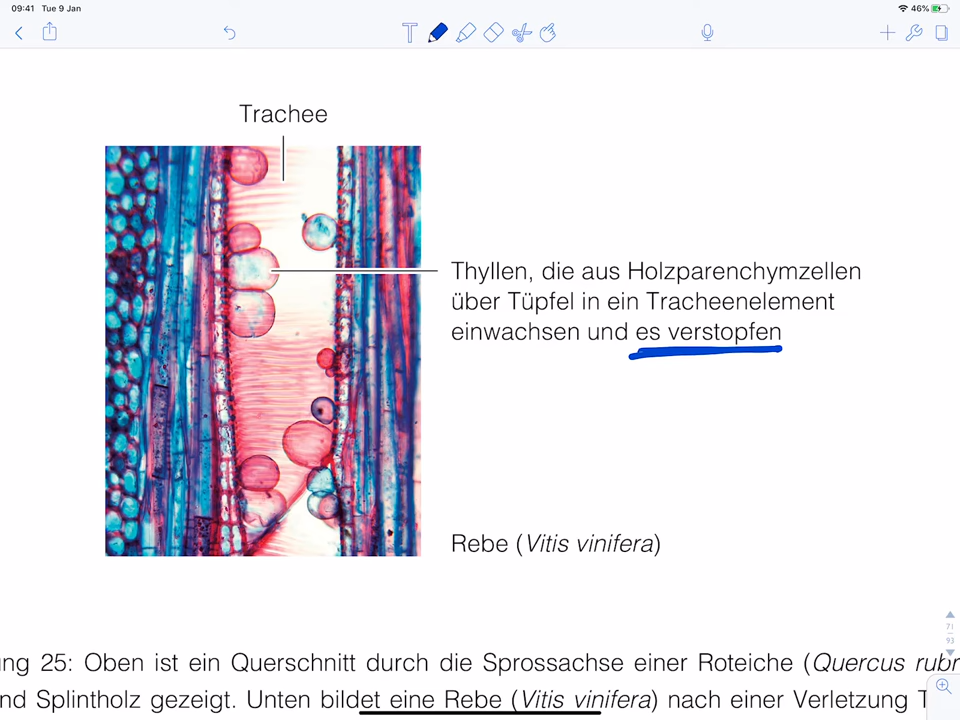 09:41 Tue 9 Jan
46%
Trachee
Thyllen, die aus Holzparenchymzellen
über Tüpfel in ein Tracheenelement
einwachsen und es verstopfen
Rebe (Vitis vinifera)
71
93
ung 25: Oben ist ein Querschnitt durch die Sprossachse einer Roteiche (Quercus rubr
nd Splintholz gezeigt. Unten bildet eine Rebe (Vitis vinifera) nach einer Verletzung T